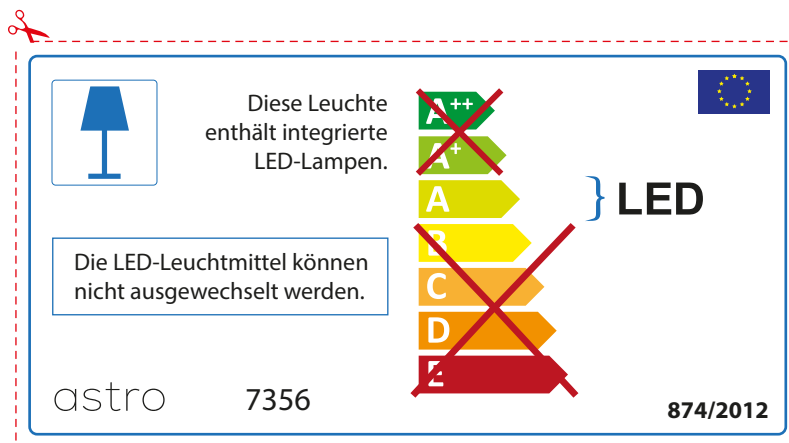 Diese Leuchte
enthält integrierte
LED-Lampen.
Die LED-Leuchtmittel können
nicht ausgewechselt werden.
A++
A+
A
B
C
D
E
LED
astro
7356
874/2012